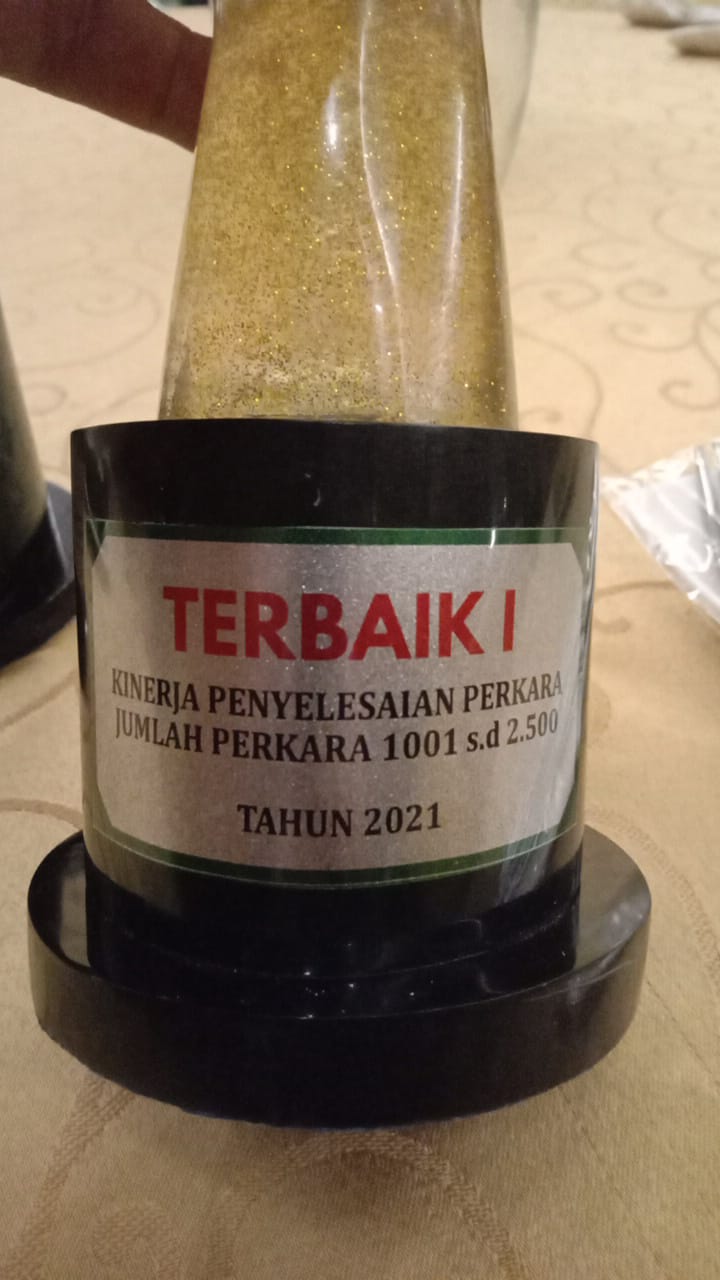 TERBAIK I
KINERJA PENYELESAIAN PERKARA
JUMLAH PERKARA 1001 s.d 2.500
TAHUN 2021